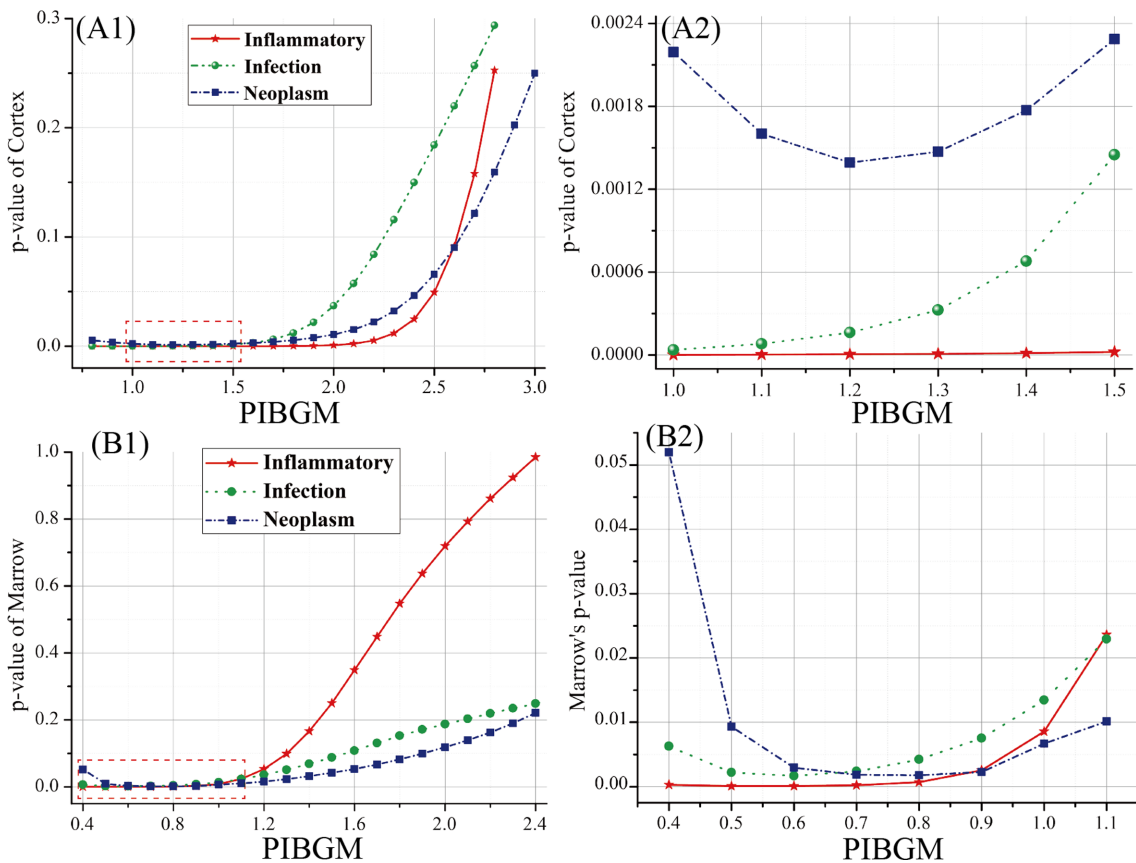 (A1)
Inflammatory
Infection
Neoplasm
p-value of Cortex
0.3
0.2
0.1
0.0
1.0 1.5 2.0 2.5 3.0
PIBGM
(A2)
p-value of Cortex
0.0024
0.0018
0.0012
0.0006
0.0000
1.0 1.1 1.2 1.3 1.4 1.5
PIBGM
(B1)
Inflammatory
Infection
Neoplasm
p-value of Marrow
1.0
0.8
0.6
0.4
0.2
0.0
0.4 0.8 1.2 1.6 2.0 2.4
PIBGM
(B2)
Marrow's p-value
0.05
0.04
0.03
0.02
0.01
0.00
0.4 0.5 0.6 0.7 0.8 0.9 1.0 1.1
PIBGM